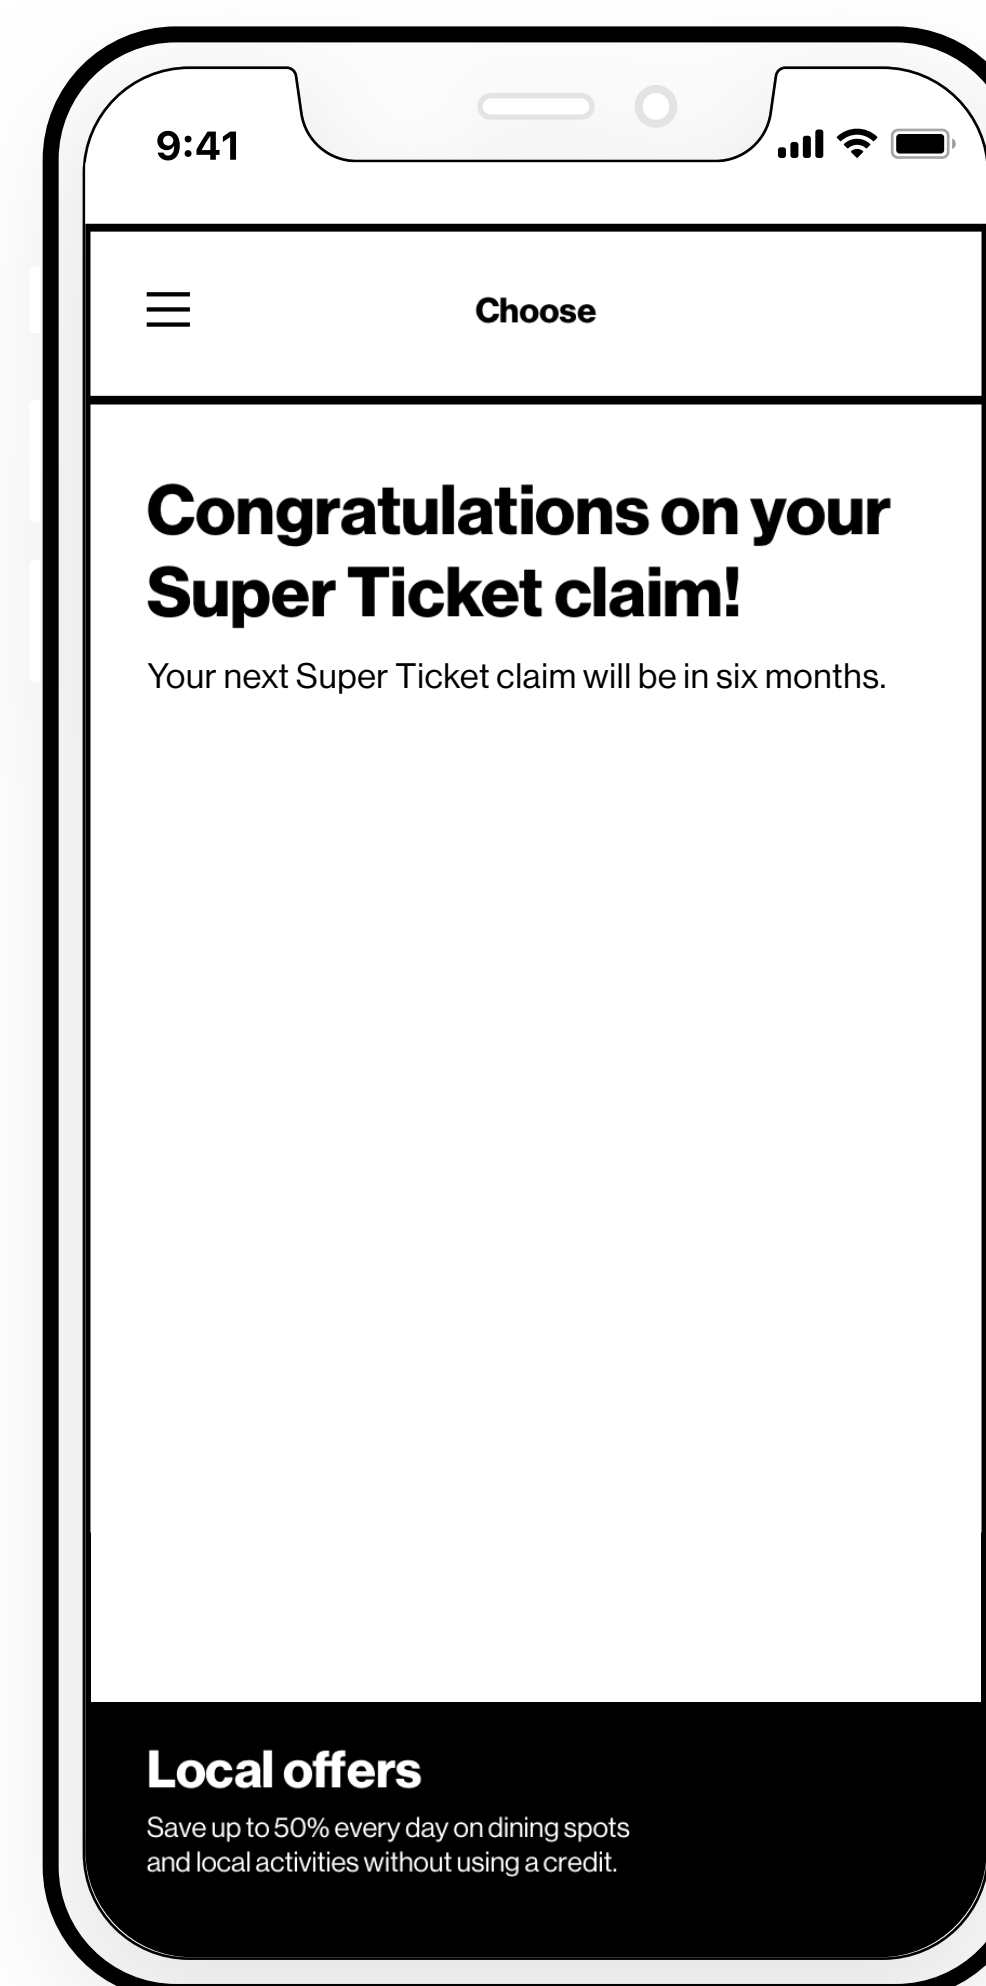 9:41
Choose
Congratulations on your
Super Ticket claim!
Your next Super Ticket claim will be in six months.
Local offers
Save up to 50% every day on dining spots
and local activities without using a credit.